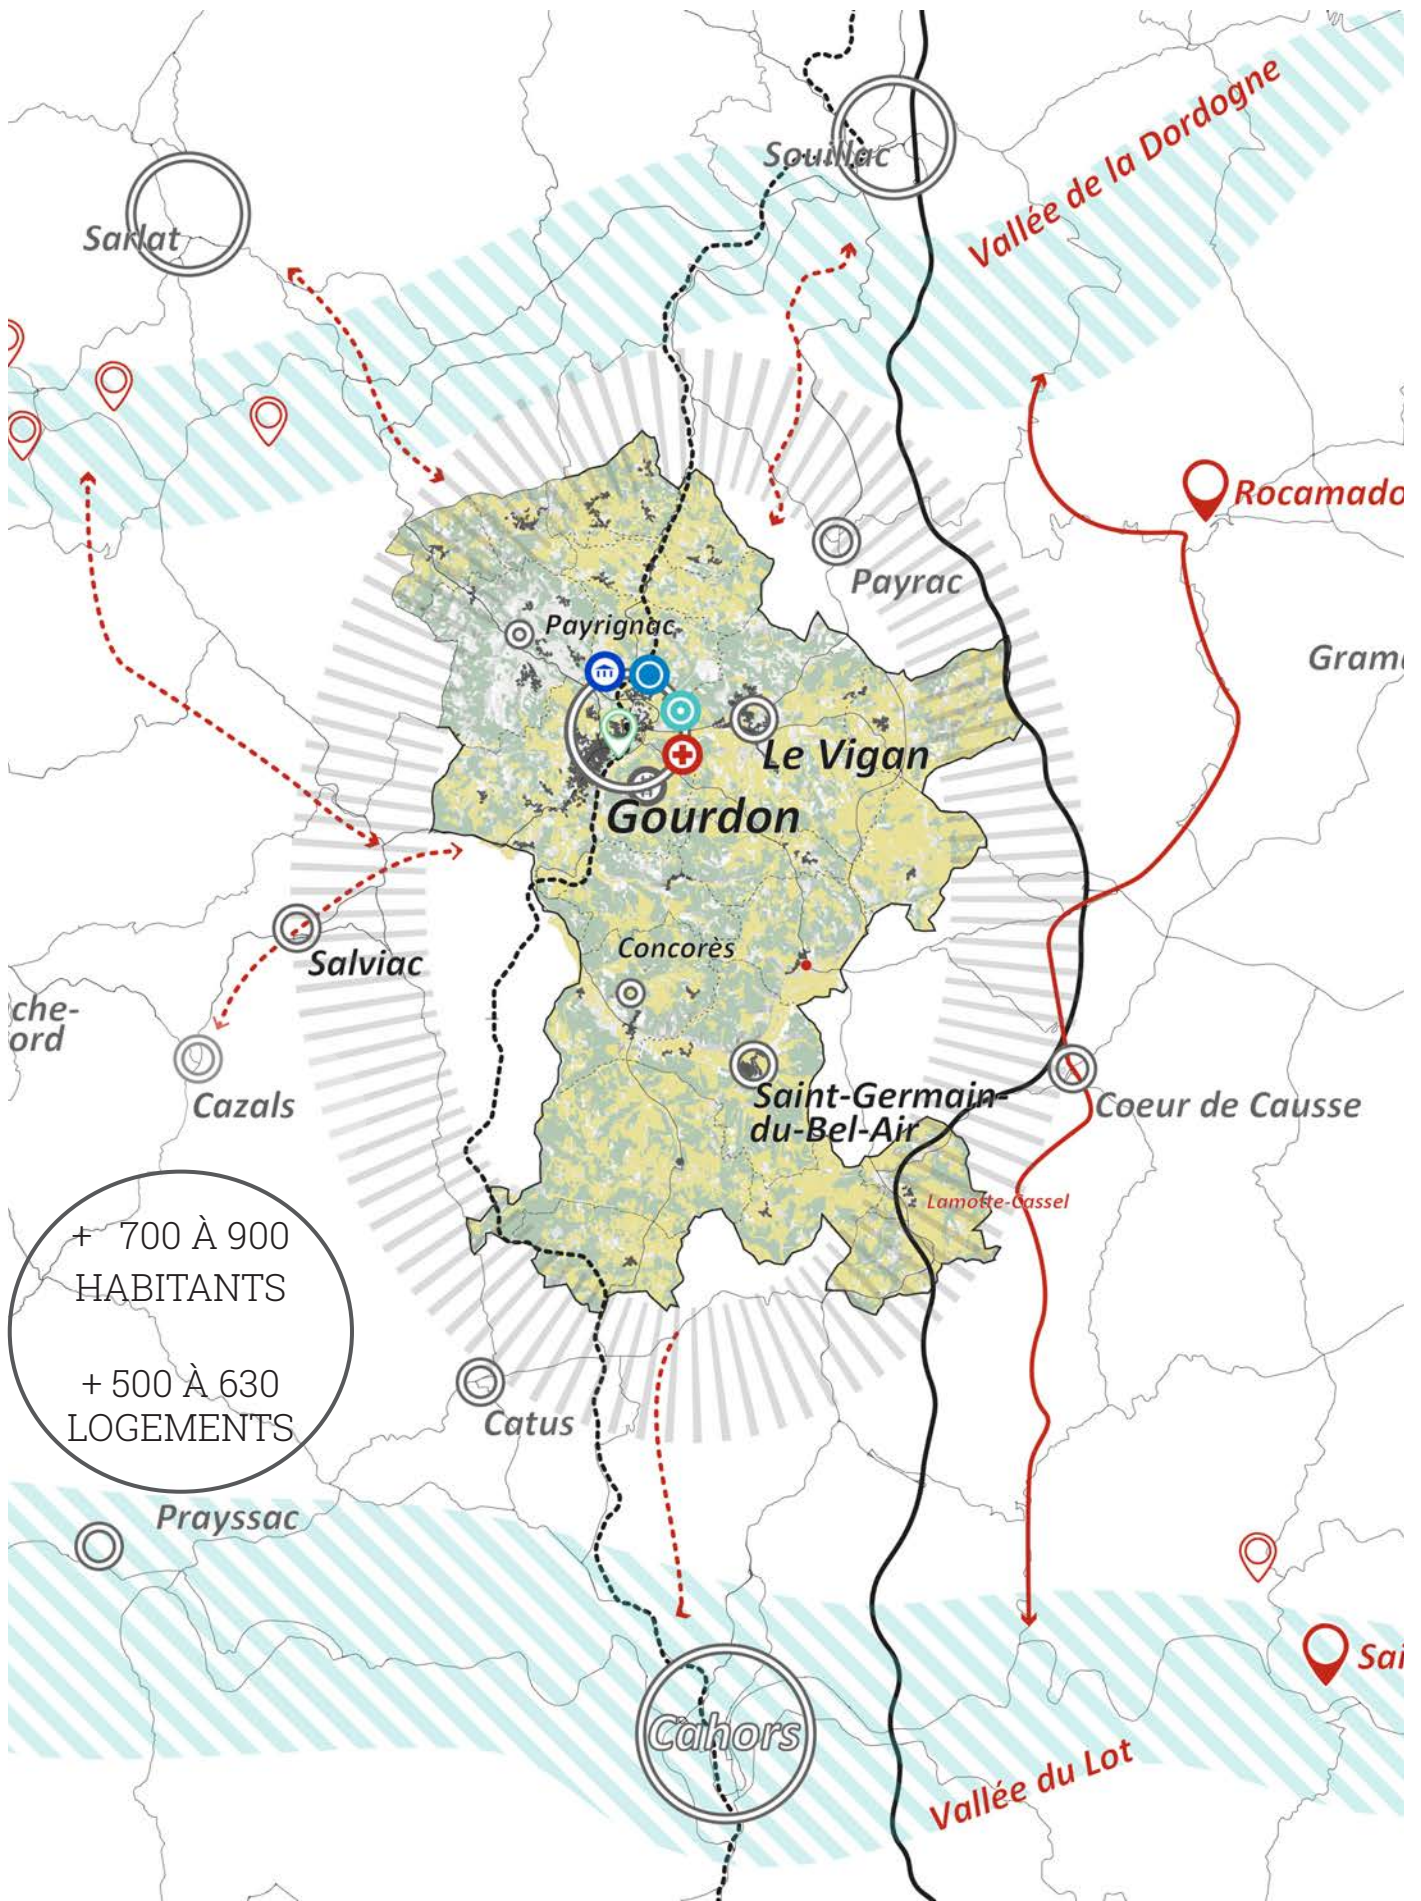 Souillac
Vallée de la Dordogne
Sarlat
Rocamado
Payrac
Payrignac
Gram
Le Vigan
Gourdon
Concorès
Salviac
che-
ord
Cazals
Saint-Germain-
du-Bel-Air
Coeur de Causse
Lamotte-Cassel
+ 700 À 900
HABITANTS
+ 500 À 630
LOGEMENTS
Catus
Prayssac
Sai
Cahors
Vallée du Lot